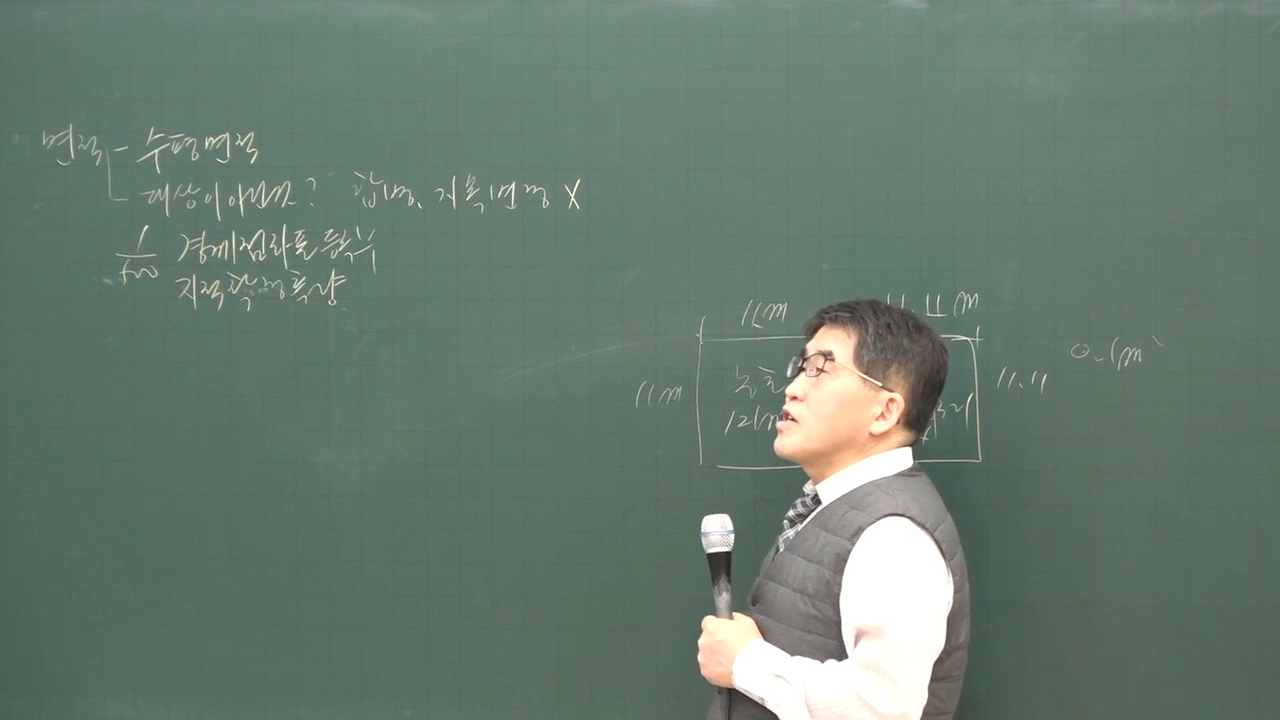 면적 - 수평면적
대상이 아닌것? 합병, 지목변경 X
1/500 경계점좌표등록부
지적확정측량
11m 11.11m
11m 11.11 0.1m²
121m